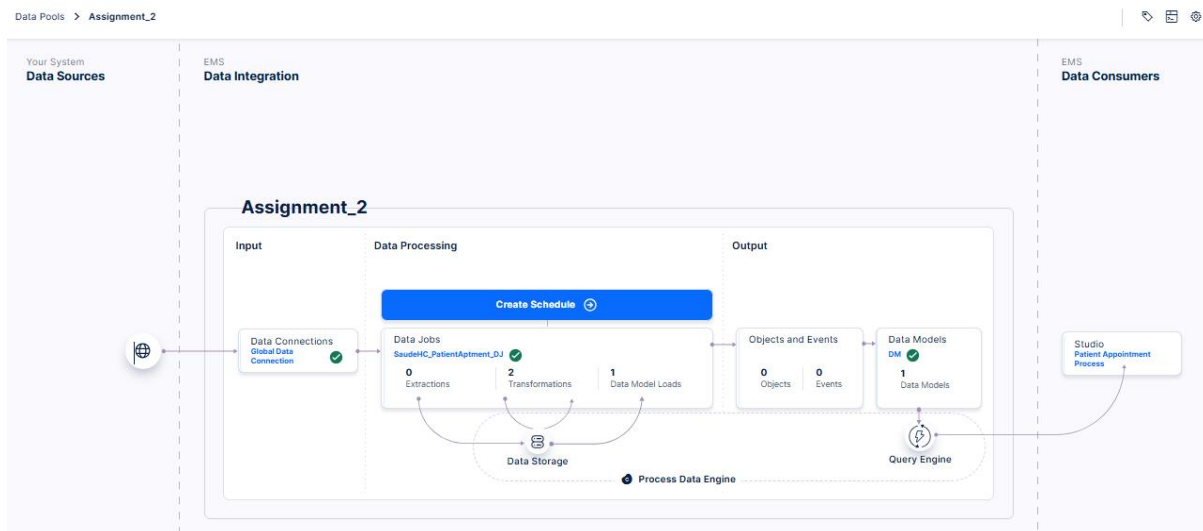 Data Pools > Assignment_2
Your System
Data Sources
EMS
Data Integration
EMS
Data Consumers
Assignment_2
Input
Data Processing
Output
Create Schedule
Data Connections
Global Data
Connection
Data Jobs
SaudeHC_PatientAptment_DJ
0
Extractions
2
Transformations
1
Data Model Loads
Objects and Events
0
Objects
0
Events
Data Models
DM
1
Data Models
Studio
Patient Appointment
Process
Data Storage
Query Engine
Process Data Engine